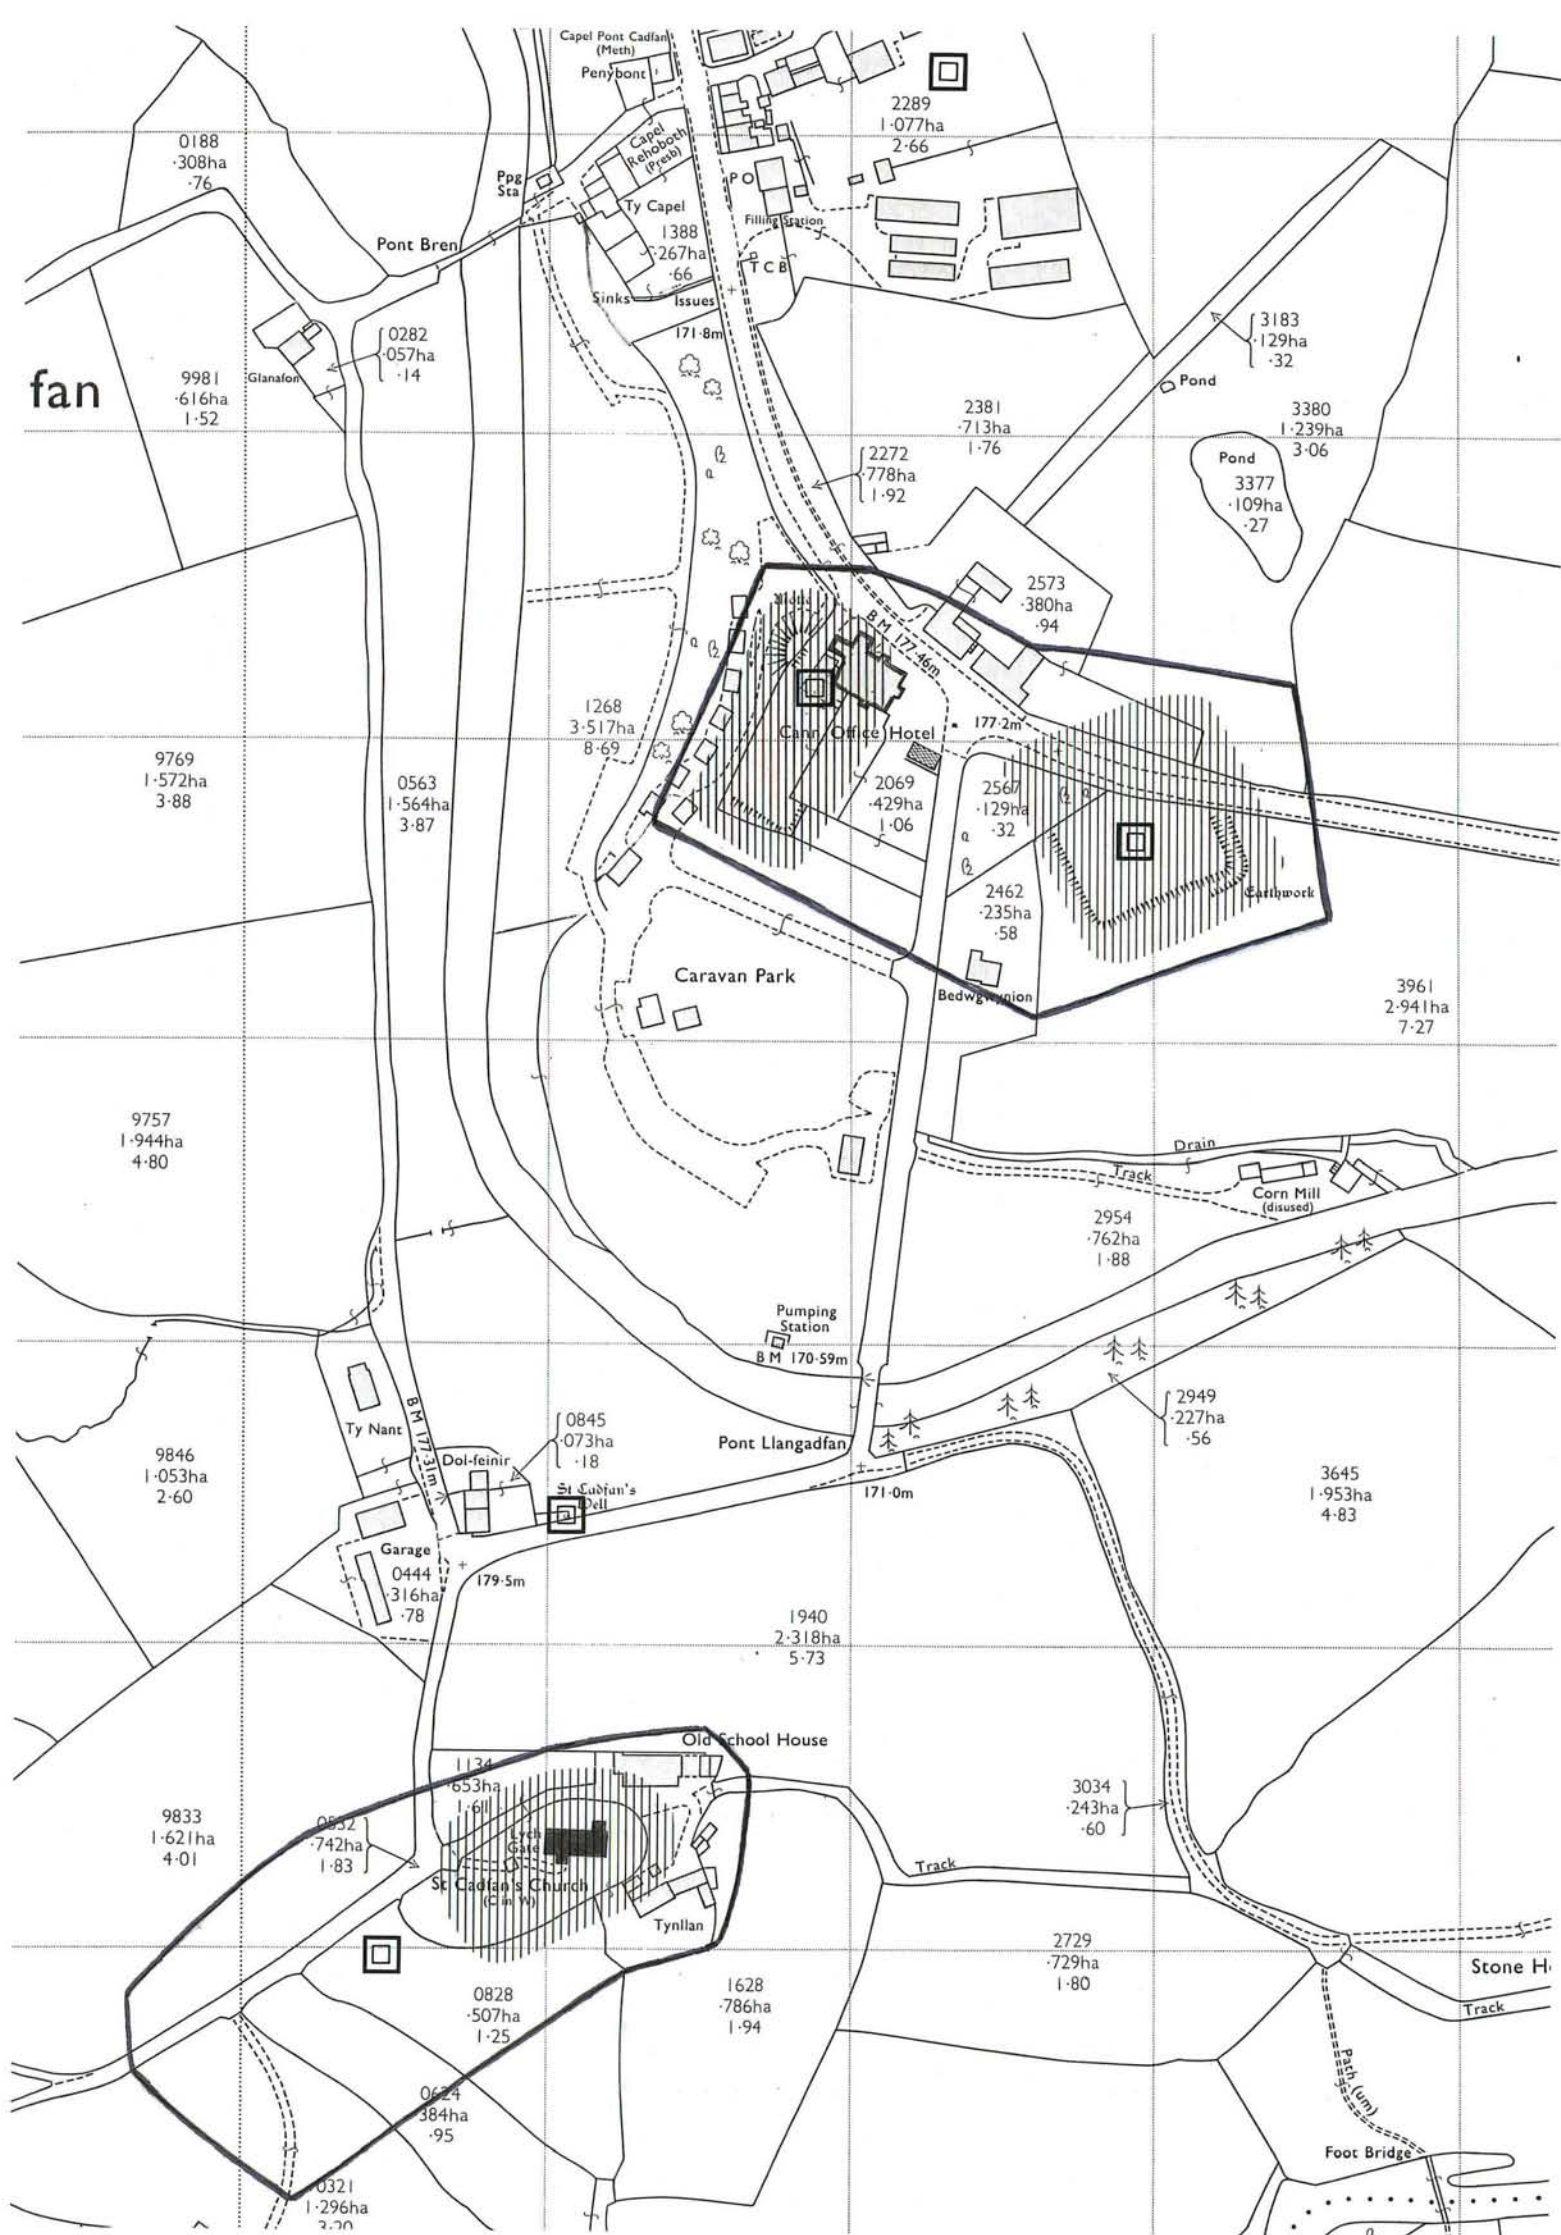 Capel Pont Cadfan
(Meth)
Penybont
2289
1·077ha
2·66
0188
·308ha
·76
Capel
Rehoboth
(Presb)
Ppg
Sta
P O
Ty Capel
Filling Station
1388
·267ha
·66
Pont Bren
T C B
Sinks
Issues
171·8m
3183
·129ha
·32
0282
·057ha
·14
Glanafon
9981
·616ha
1·52
fan
Pond
2381
·713ha
1·76
3380
1·239ha
3·06
2272
·778ha
1·92
Pond
3377
·109ha
·27
2573
·380ha
·94
B M 177·46m
1268
3·517ha
8·69
177·2m
Cann Office Hotel
9769
1·572ha
3·88
0563
1·564ha
3·87
2069
·429ha
1·06
2567
·129ha
·32
2462
·235ha
·58
Earthwork
Caravan Park
Bedwgwynion
3961
2·941ha
7·27
9757
1·944ha
4·80
Drain
Track
Corn Mill
(disused)
2954
·762ha
1·88
Pumping
Station
B M 170·59m
2949
·227ha
·56
Ty Nant
B M 177·31m
0845
·073ha
·18
Pont Llangadfan
9846
1·053ha
2·60
Dol-feinir
St Cadfan's
Well
171·0m
3645
1·953ha
4·83
Garage
0444
·316ha
·78
179·5m
1940
2·318ha
5·73
Old School House
1134
·653ha
1·61
3034
·243ha
·60
9833
1·621ha
4·01
0532
·742ha
1·83
Lych
Gate
Track
St Cadfan's Church
(C in W)
Tynllan
2729
·729ha
1·80
0828
·507ha
1·25
1628
·786ha
1·94
Stone H
Track
0624
·384ha
·95
Path (um)
Foot Bridge
0321
1·296ha
3·20